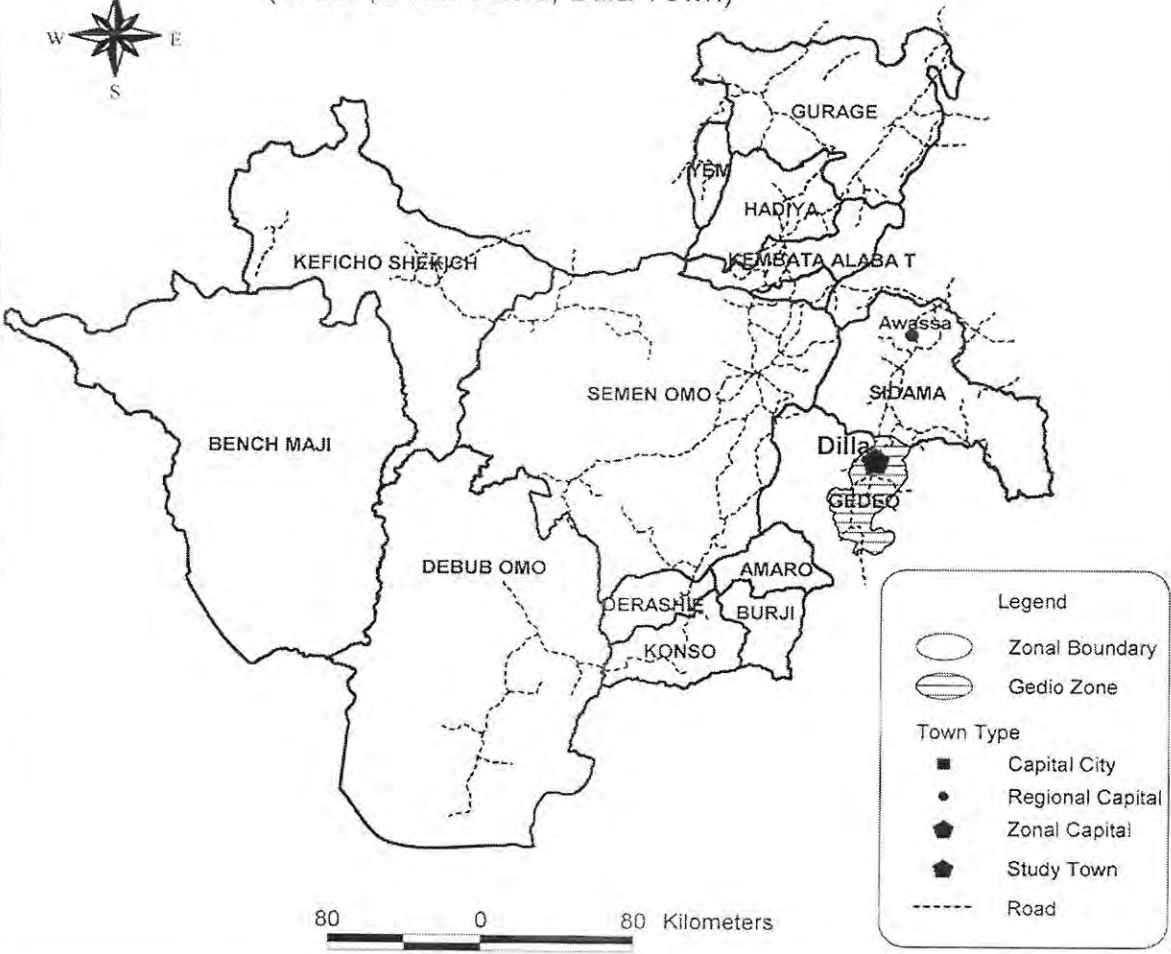 Town)
W E
S
GURAGE
YEM
HADIYA
KEFICHO SHEKICH
KEMBATA ALABA T
Awassa
SEMEN OMO
SIDAMA
BENCH MAJI
Dilla
GEDEO
DEBUB OMO
AMARO
DERASHIE
BURJI
KONSO
Legend
Zonal Boundary
Gedio Zone
Town Type
Capital City
Regional Capital
Zonal Capital
Study Town
Road
80 0 80 Kilometers